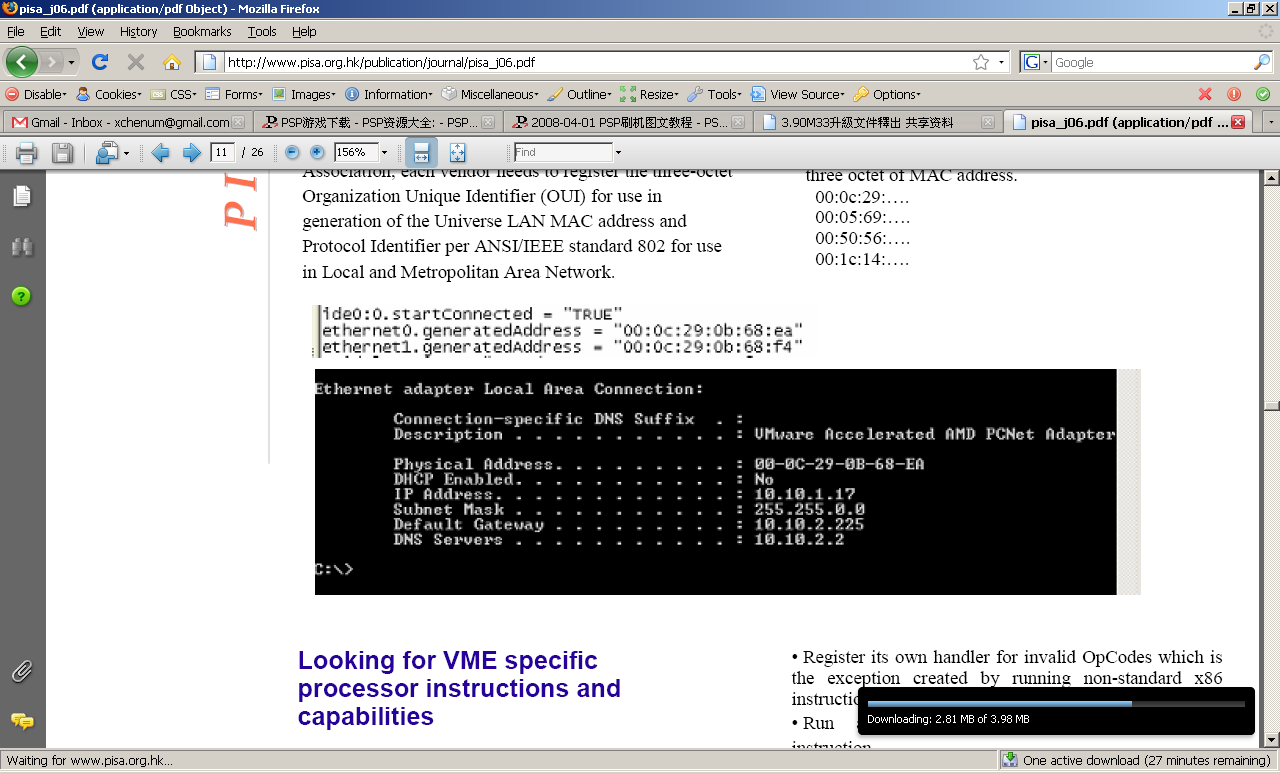 pisa_j06.pdf (application/pdf Object) - Mozilla Firefox
File Edit View History Bookmarks Tools Help
http://www.pisa.org.hk/publication/journal/pisa_j06.pdf
Google
Disable Cookies CSS Forms Images Information Miscellaneous Outline Resize Tools View Source Options
Gmail - Inbox - xchenum@gmail.com
PSP游戏下载 - PSP资源大全: - PSP...
2008-04-01 PSP刷机图文教程 - PS...
3.90M33升級文件釋出 共享资料
pisa_j06.pdf (application/pdf ...
11 / 26 156% Find
P I
Association, each vendor needs to register the three-octet
Organization Unique Identifier (OUI) for use in
generation of the Universe LAN MAC address and
Protocol Identifier per ANSI/IEEE standard 802 for use
in Local and Metropolitan Area Network.
three octet of MAC address.
00:0c:29:….
00:05:69:….
00:50:56:….
00:1c:14:….
ide0:0.startConnected = "TRUE"
ethernet0.generatedAddress = "00:0c:29:0b:68:ea"
ethernet1.generatedAddress = "00:0c:29:0b:68:f4"
Ethernet adapter Local Area Connection:
Connection-specific DNS Suffix . :
Description . . . . . . . . . . . : VMware Accelerated AMD PCNet Adapter
Physical Address. . . . . . . . . : 00-0C-29-0B-68-EA
DHCP Enabled. . . . . . . . . . . : No
IP Address. . . . . . . . . . . . : 10.10.1.17
Subnet Mask . . . . . . . . . . . : 255.255.0.0
Default Gateway . . . . . . . . . : 10.10.2.225
DNS Servers . . . . . . . . . . . : 10.10.2.2
C:\>
Looking for VME specific
processor instructions and
capabilities
• Register its own handler for invalid OpCodes which is
the exception created by running non-standard x86
• Run
instruction
Downloading: 2.81 MB of 3.98 MB
Waiting for www.pisa.org.hk...
One active download (27 minutes remaining)